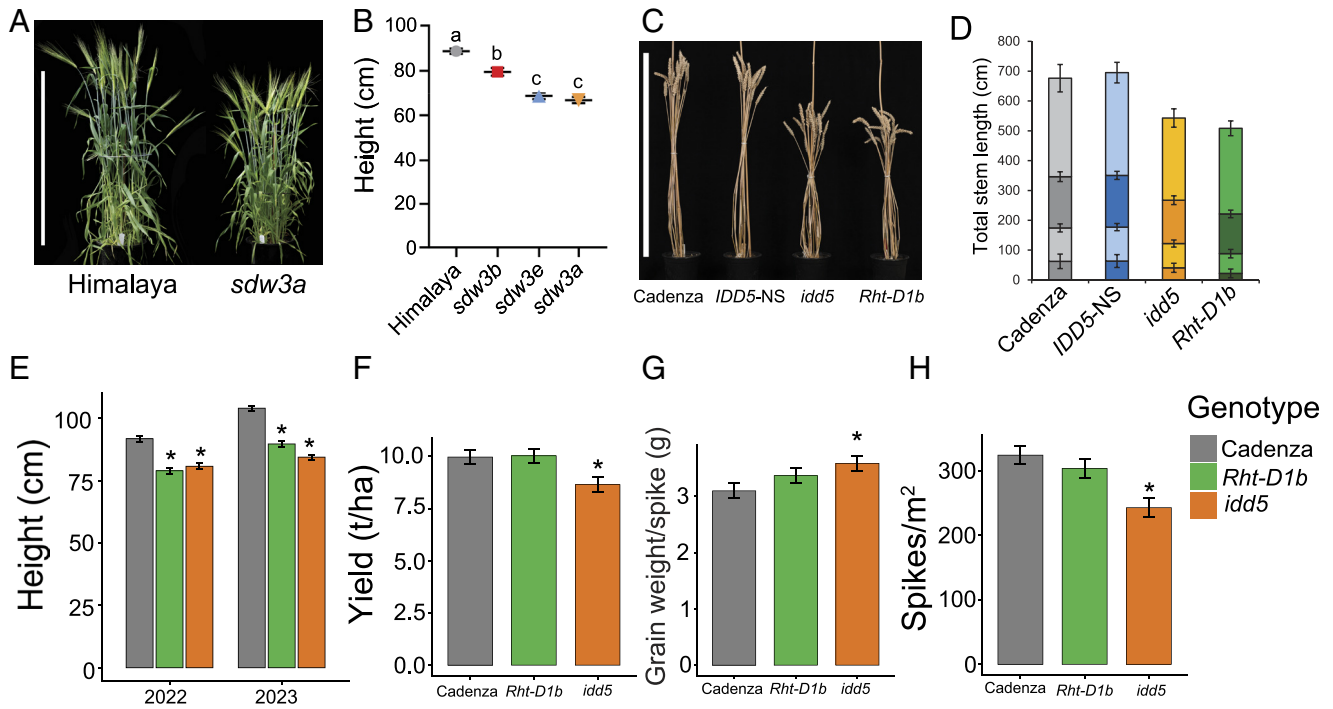 A
Himalaya
sdw3a
B
Height (cm)
100
80
60
40
20
0
a
b
c
c
Himalaya
sdw3b
sdw3e
sdw3a
C
Cadenza
IDD5-NS
idd5
Rht-D1b
D
Total stem length (cm)
800
700
600
500
400
300
200
100
0
Cadenza
IDD5-NS
idd5
Rht-D1b
E
Height (cm)
100
75
50
25
0
* *
* *
2022
2023
F
Yield (t/ha)
10.0
7.5
5.0
2.5
0.0
*
Cadenza
Rht-D1b
idd5
G
Grain weight/spike (g)
3
2
1
0
*
Cadenza
Rht-D1b
idd5
H
Spikes/m²
300
200
100
0
*
Cadenza
Rht-D1b
idd5
Genotype
Cadenza
Rht-D1b
idd5